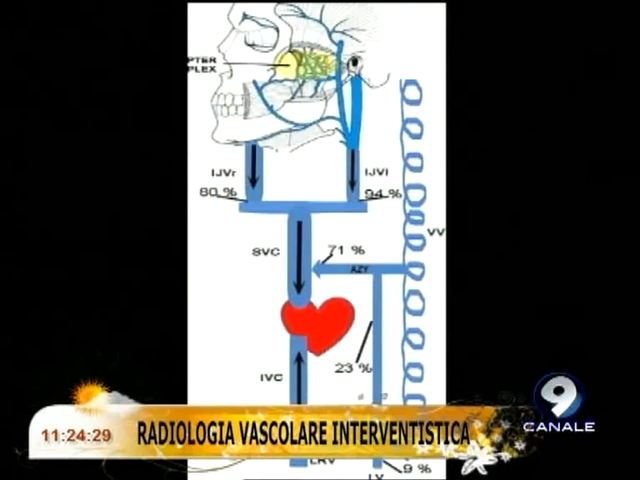 PTER
PLEX
IJVr
IJVl
80 %
94 %
VV
SVC
71 %
AZY
23 %
IVC
11:24:29
RADIOLOGIA VASCOLARE INTERVENTISTICA
9
CANALE
LRV
9 %
LV